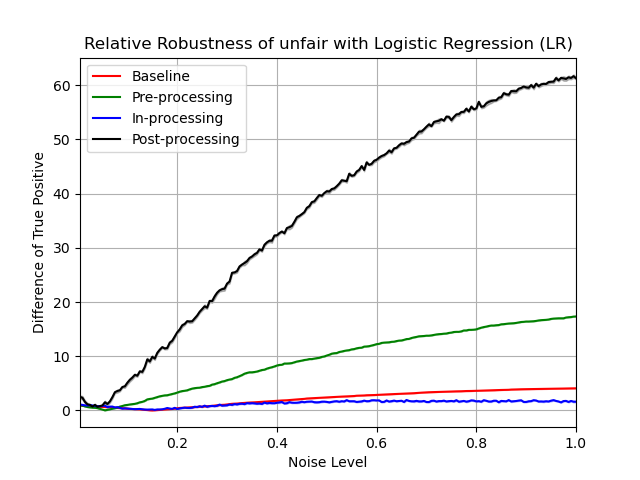 Relative Robustness of unfair with Logistic Regression (LR)
Baseline
Pre-processing
In-processing
Post-processing
Difference of True Positive
60
50
40
30
20
10
0
0.2
0.4
0.6
0.8
1.0
Noise Level